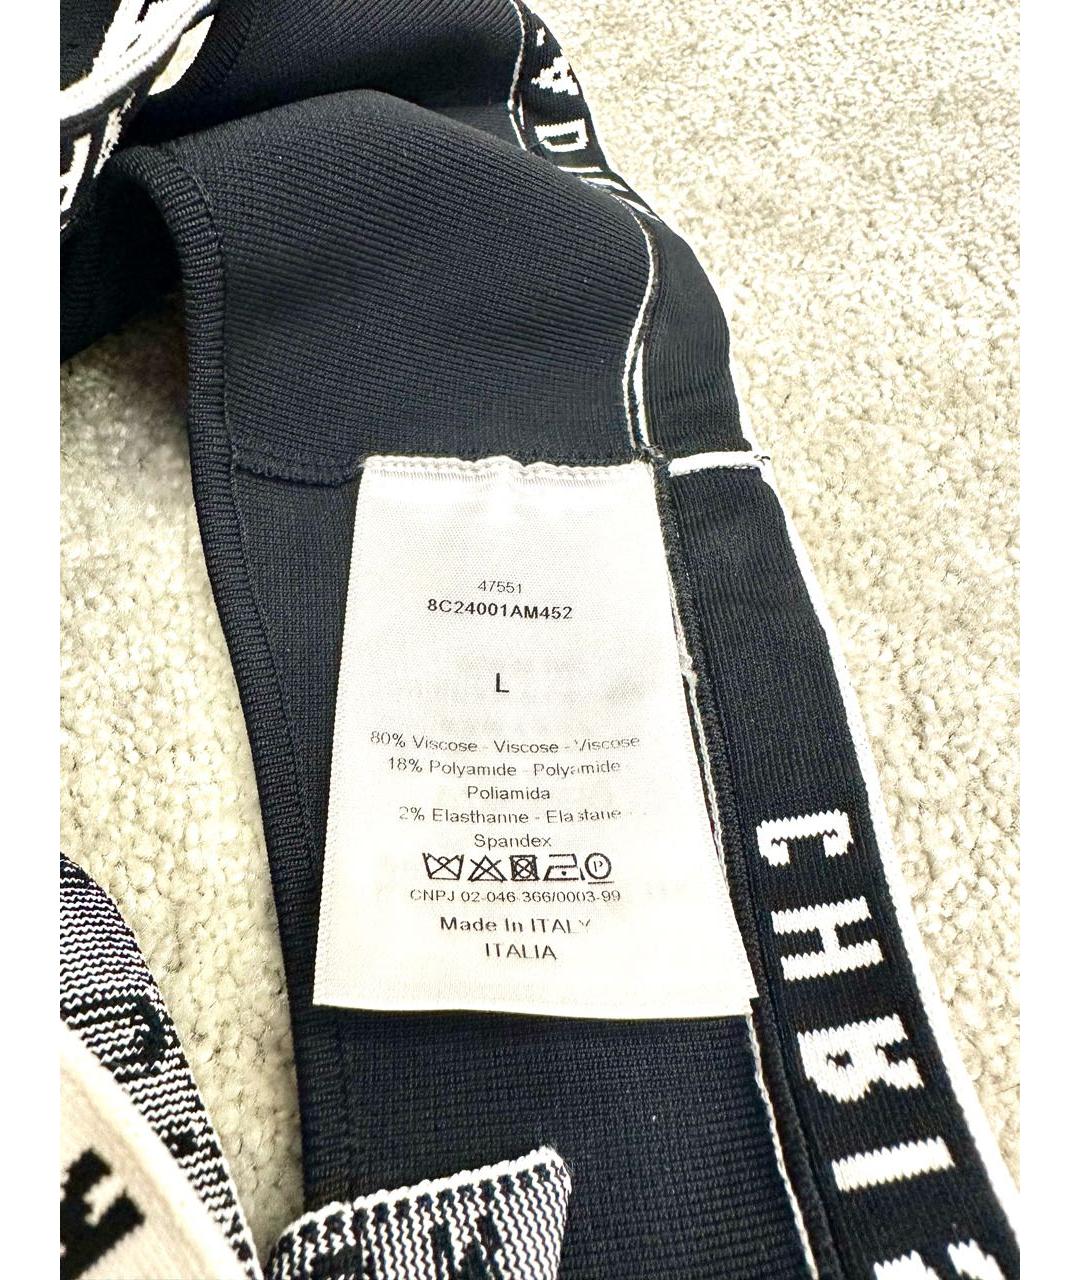 47551
8C24001AM452
L
80% Viscose - Viscose - Viscose
18% Polyamide - Polyamide
Poliamida
2% Elasthanne - Elastane -
Spandex
CNPJ 02-046 366/0003-99
Made In ITALY
ITALIA